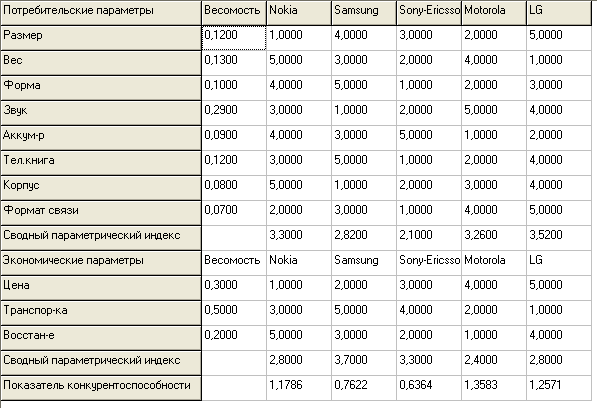 Потребительские параметры Весомость Nokia Samsung Sony-Ericsso Motorola LG
Размер 0,1200 1,0000 4,0000 3,0000 2,0000 5,0000
Вес 0,1300 5,0000 3,0000 2,0000 4,0000 1,0000
Форма 0,1000 4,0000 5,0000 1,0000 2,0000 3,0000
Звук 0,2900 3,0000 1,0000 2,0000 5,0000 4,0000
Аккум-р 0,0900 4,0000 3,0000 5,0000 1,0000 2,0000
Тел.книга 0,1200 3,0000 5,0000 1,0000 2,0000 4,0000
Корпус 0,0800 5,0000 1,0000 2,0000 3,0000 4,0000
Формат связи 0,0700 2,0000 3,0000 1,0000 4,0000 5,0000
Сводный параметрический индекс 3,3000 2,8200 2,1000 3,2600 3,5200
Экономические параметры Весомость Nokia Samsung Sony-Ericsso Motorola LG
Цена 0,3000 1,0000 2,0000 3,0000 4,0000 5,0000
Транспор-ка 0,5000 3,0000 5,0000 4,0000 2,0000 1,0000
Восстан-е 0,2000 5,0000 3,0000 2,0000 1,0000 4,0000
Сводный параметрический индекс 2,8000 3,7000 3,3000 2,4000 2,8000
Показатель конкурентоспособности 1,1786 0,7622 0,6364 1,3583 1,2571